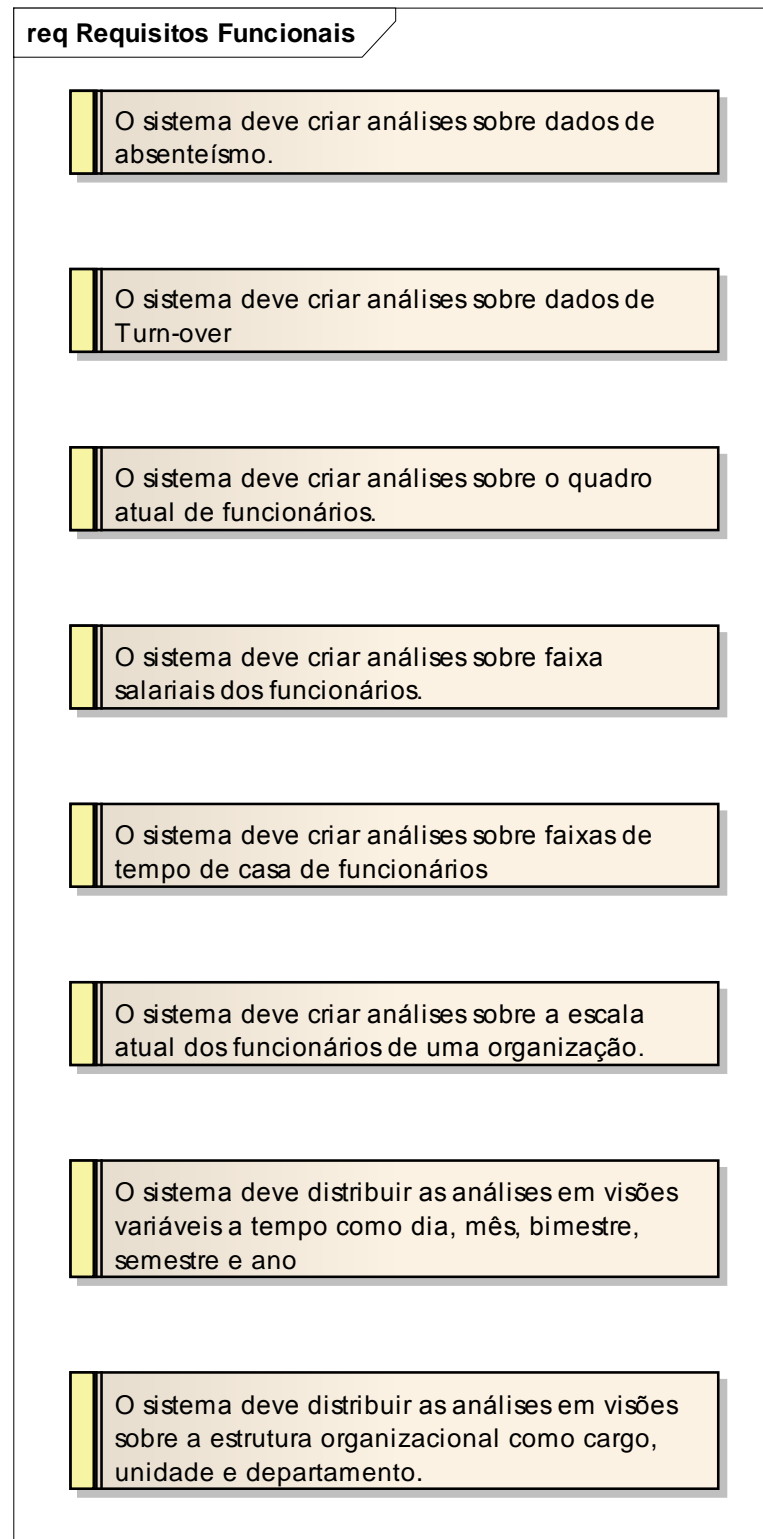 req Requisitos Funcionais
O sistema deve criar análises sobre dados de
absenteísmo.
O sistema deve criar análises sobre dados de
Turn-over
O sistema deve criar análises sobre o quadro
atual de funcionários.
O sistema deve criar análises sobre faixa
salariais dos funcionários.
O sistema deve criar análises sobre faixas de
tempo de casa de funcionários
O sistema deve criar análises sobre a escala
atual dos funcionários de uma organização.
O sistema deve distribuir as análises em visões
variáveis a tempo como dia, mês, bimestre,
semestre e ano
O sistema deve distribuir as análises em visões
sobre a estrutura organizacional como cargo,
unidade e departamento.